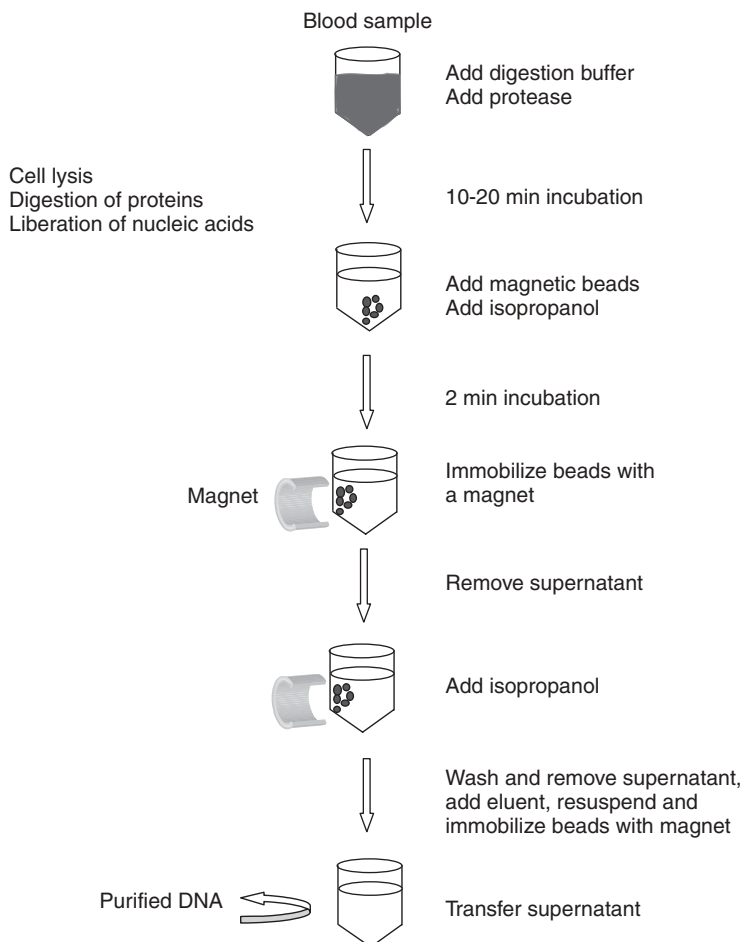 Blood sample
Add digestion buffer
Add protease
Cell lysis
Digestion of proteins
Liberation of nucleic acids
10-20 min incubation
Add magnetic beads
Add isopropanol
2 min incubation
Magnet
Immobilize beads with
a magnet
Remove supernatant
Add isopropanol
Wash and remove supernatant,
add eluent, resuspend and
immobilize beads with magnet
Purified DNA
Transfer supernatant